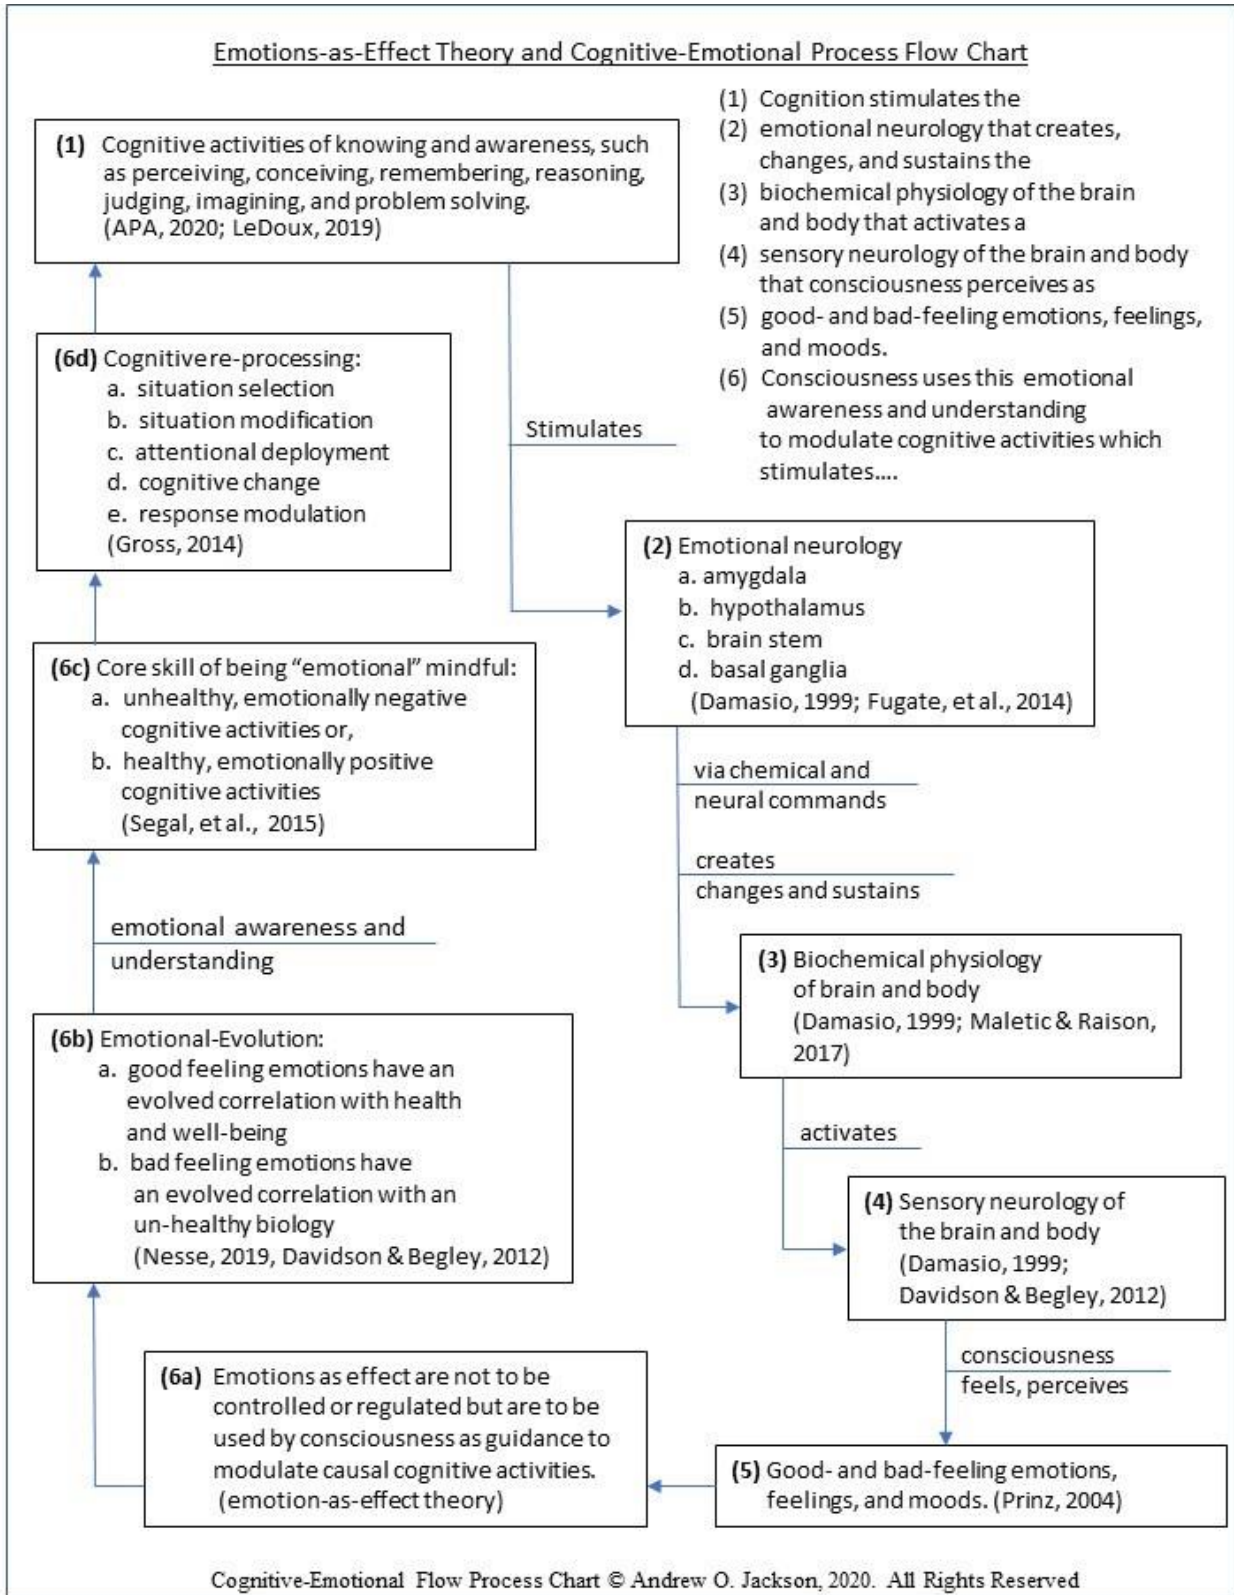 Emotions-as-Effect Theory and Cognitive-Emotional Process Flow Chart
(1) Cognition stimulates the
(2) emotional neurology that creates,
changes, and sustains the
(3) biochemical physiology of the brain
and body that activates a
(4) sensory neurology of the brain and body
that consciousness perceives as
(5) good- and bad-feeling emotions, feelings,
and moods.
(6) Consciousness uses this emotional
awareness and understanding
to modulate cognitive activities which
stimulates....
(1) Cognitive activities of knowing and awareness, such
as perceiving, conceiving, remembering, reasoning,
judging, imagining, and problem solving.
(APA, 2020; LeDoux, 2019)
Stimulates
(2) Emotional neurology
a. amygdala
b. hypothalamus
c. brain stem
d. basal ganglia
(Damasio, 1999; Fugate, et al., 2014)
via chemical and
neural commands
creates
changes and sustains
(3) Biochemical physiology
of brain and body
(Damasio, 1999; Maletic & Raison,
2017)
activates
(4) Sensory neurology of
the brain and body
(Damasio, 1999;
Davidson & Begley, 2012)
consciousness
feels, perceives
(5) Good- and bad-feeling emotions,
feelings, and moods. (Prinz, 2004)
(6a) Emotions as effect are not to be
controlled or regulated but are to be
used by consciousness as guidance to
modulate causal cognitive activities.
(emotion-as-effect theory)
(6b) Emotional-Evolution:
a. good feeling emotions have an
evolved correlation with health
and well-being
b. bad feeling emotions have
an evolved correlation with an
un-healthy biology
(Nesse, 2019, Davidson & Begley, 2012)
emotional awareness and
understanding
(6c) Core skill of being “emotional” mindful:
a. unhealthy, emotionally negative
cognitive activities or,
b. healthy, emotionally positive
cognitive activities
(Segal, et al., 2015)
(6d) Cognitive re-processing:
a. situation selection
b. situation modification
c. attentional deployment
d. cognitive change
e. response modulation
(Gross, 2014)
Cognitive-Emotional Flow Process Chart © Andrew O. Jackson, 2020. All Rights Reserved